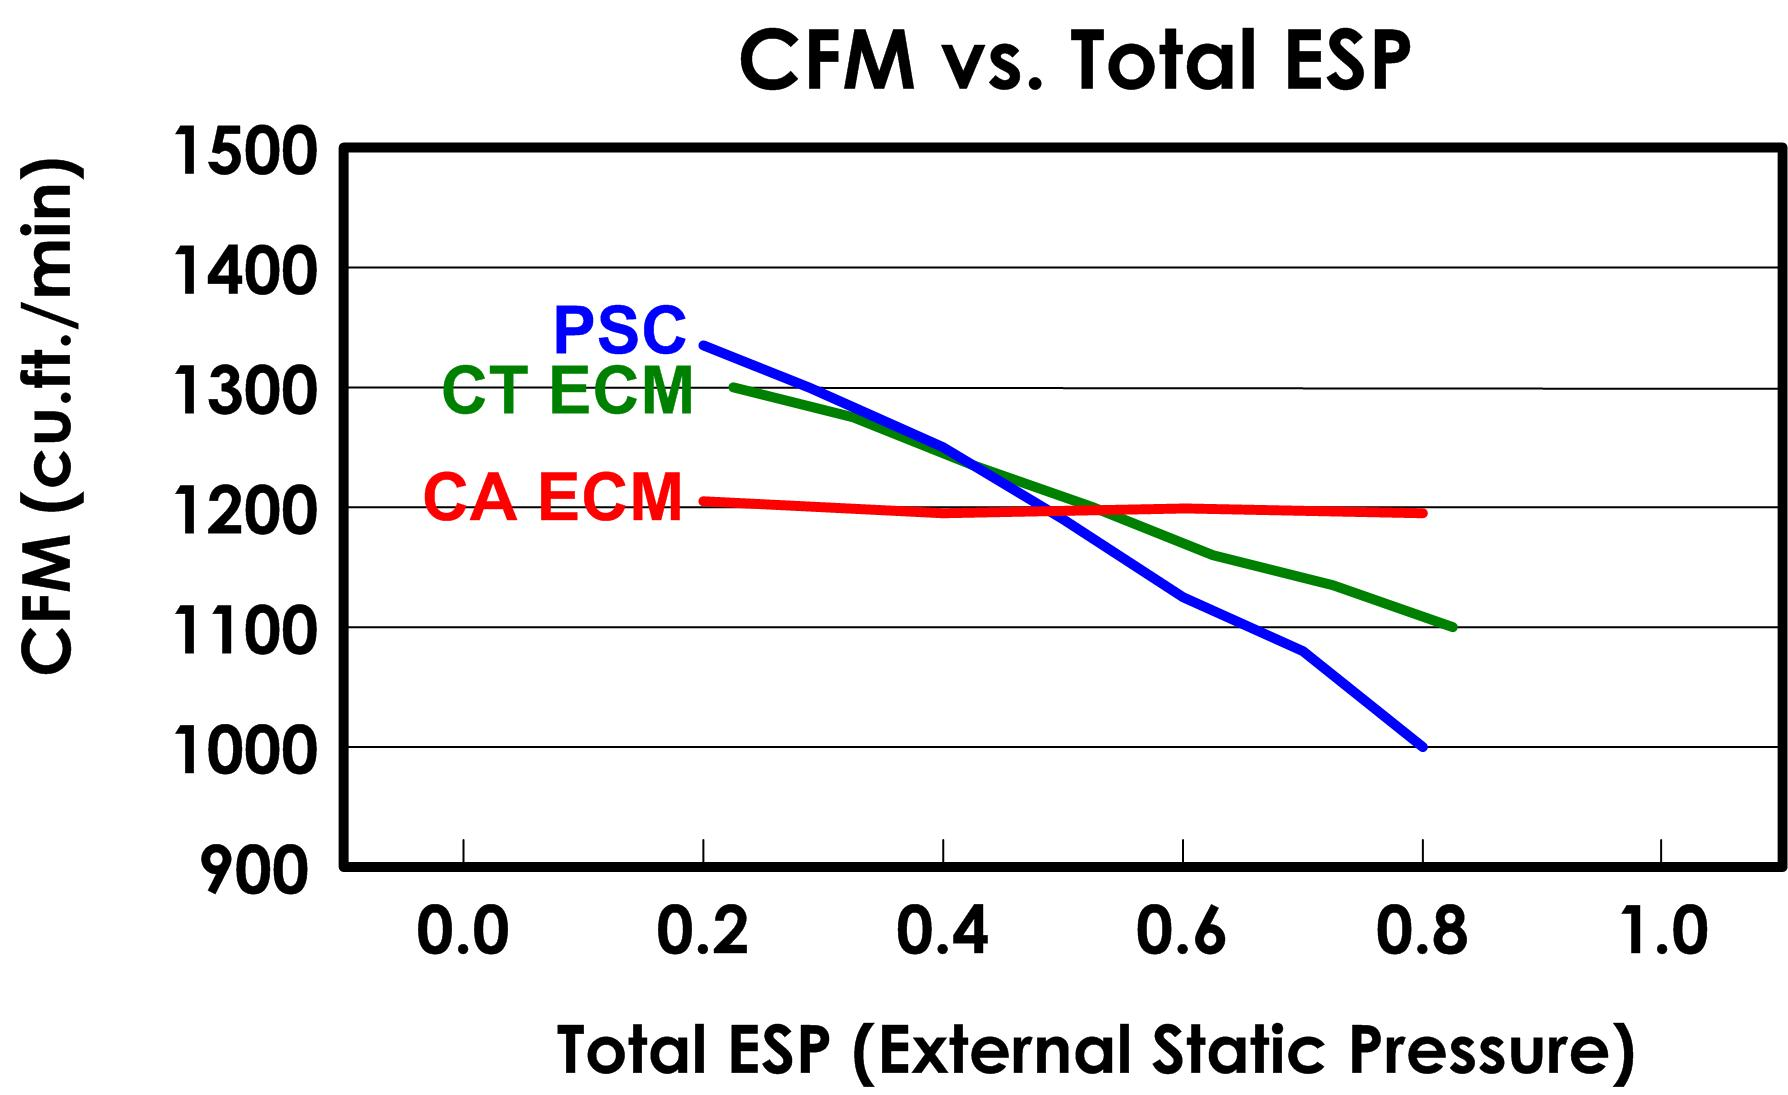 CFM vs. Total ESP
CFM (cu.ft./min)
1500
1400
1300
1200
1100
1000
900
PSC
CT ECM
CA ECM
0.0 0.2 0.4 0.6 0.8 1.0
Total ESP (External Static Pressure)